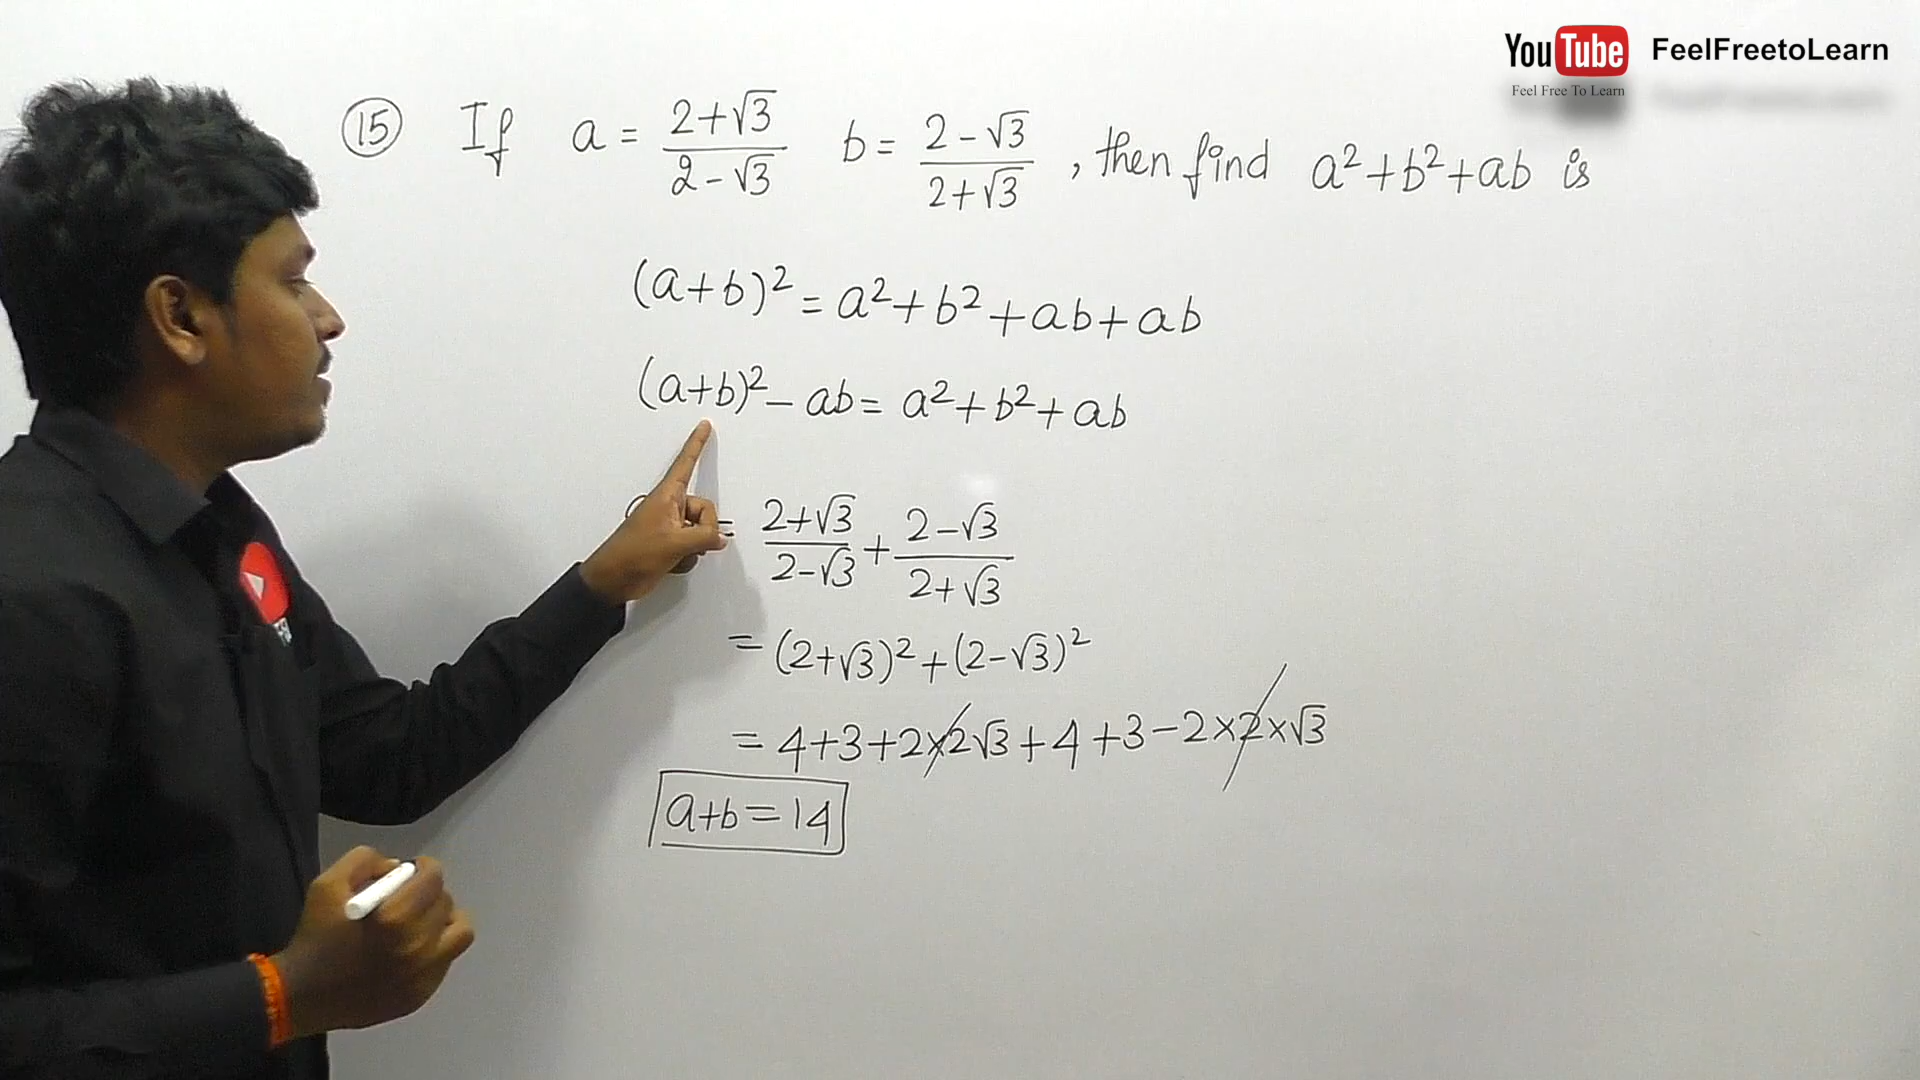 YouTube FeelFreetoLearn
Feel Free To Learn
(15) If a = (2+√3)/(2-√3) b = (2-√3)/(2+√3), then find a²+b²+ab is
(a+b)² = a²+b²+ab+ab
(a+b)² - ab = a²+b²+ab
= (2+√3)/(2-√3) + (2-√3)/(2+√3)
= (2+√3)²+(2-√3)²
= 4+3+2×2√3+4+3-2×2×√3
a+b=14